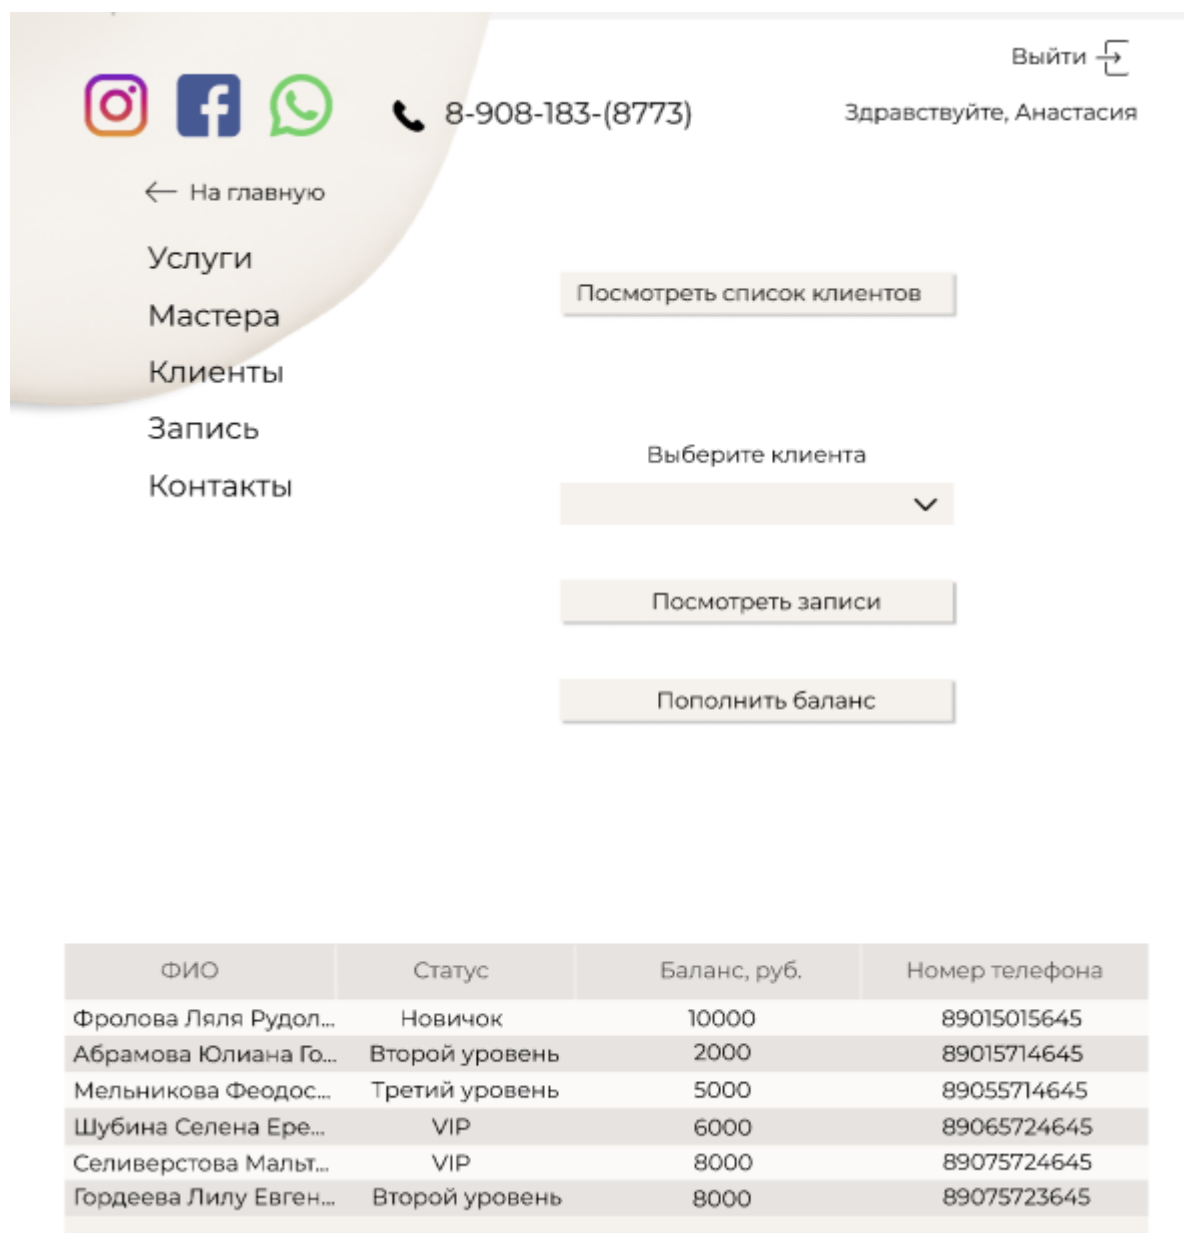 Выйти
8-908-183-(8773)
Здравствуйте, Анастасия
На главную
Услуги
Мастера
Клиенты
Запись
Контакты
Посмотреть список клиентов
Выберите клиента
Посмотреть записи
Пополнить баланс
ФИО Статус Баланс, руб. Номер телефона
Фролова Ляля Рудол... Новичок 10000 89015015645
Абрамова Юлиана Го... Второй уровень 2000 89015714645
Мельникова Феодос... Третий уровень 5000 89055714645
Шубина Селена Ере... VIP 6000 89065724645
Селиверстова Мальт... VIP 8000 89075724645
Гордеева Лилу Евген... Второй уровень 8000 89075723645